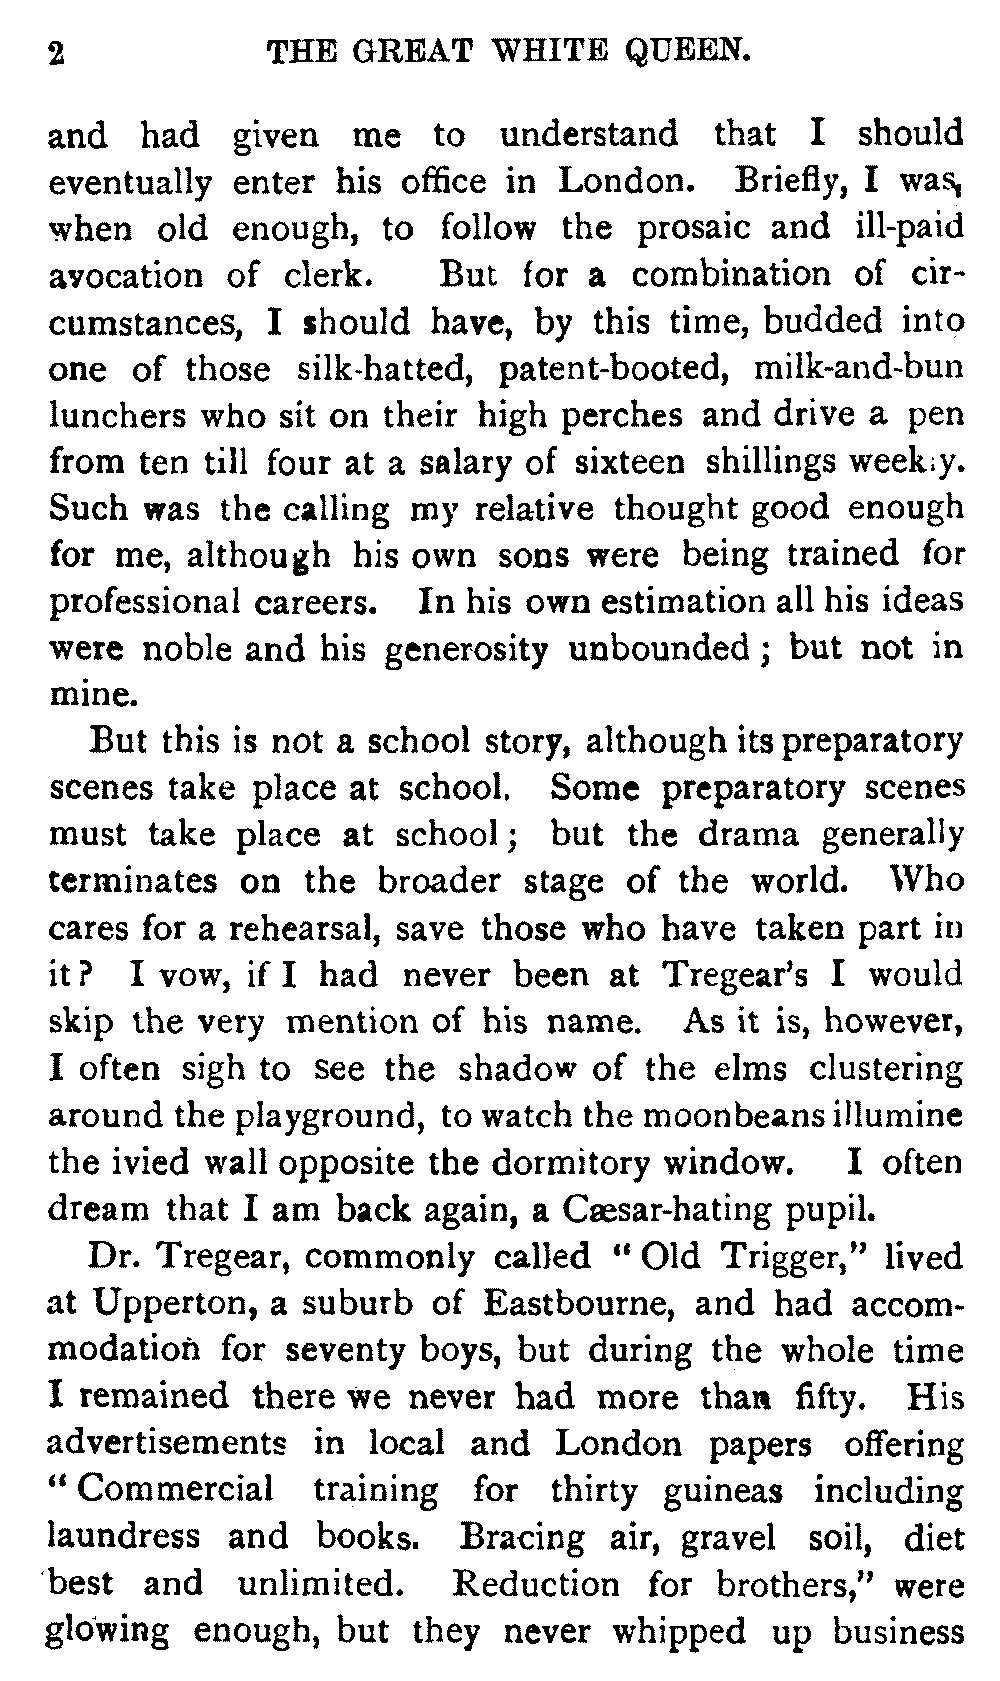 2 THE GREAT WHITE QUEEN.
and had given me to understand that I should
eventually enter his office in London. Briefly, I was,
when old enough, to follow the prosaic and ill-paid
avocation of clerk. But for a combination of cir-
cumstances, I should have, by this time, budded into
one of those silk-hatted, patent-booted, milk-and-bun
lunchers who sit on their high perches and drive a pen
from ten till four at a salary of sixteen shillings weekly.
Such was the calling my relative thought good enough
for me, although his own sons were being trained for
professional careers. In his own estimation all his ideas
were noble and his generosity unbounded ; but not in
mine.
But this is not a school story, although its preparatory
scenes take place at school. Some preparatory scenes
must take place at school ; but the drama generally
terminates on the broader stage of the world. Who
cares for a rehearsal, save those who have taken part in
it ? I vow, if I had never been at Tregear's I would
skip the very mention of his name. As it is, however,
I often sigh to see the shadow of the elms clustering
around the playground, to watch the moonbeans illumine
the ivied wall opposite the dormitory window. I often
dream that I am back again, a Cæsar-hating pupil.
Dr. Tregear, commonly called “ Old Trigger,” lived
at Upperton, a suburb of Eastbourne, and had accom-
modation for seventy boys, but during the whole time
I remained there we never had more than fifty. His
advertisements in local and London papers offering
“ Commercial training for thirty guineas including
laundress and books. Bracing air, gravel soil, diet
best and unlimited. Reduction for brothers,” were
glowing enough, but they never whipped up business